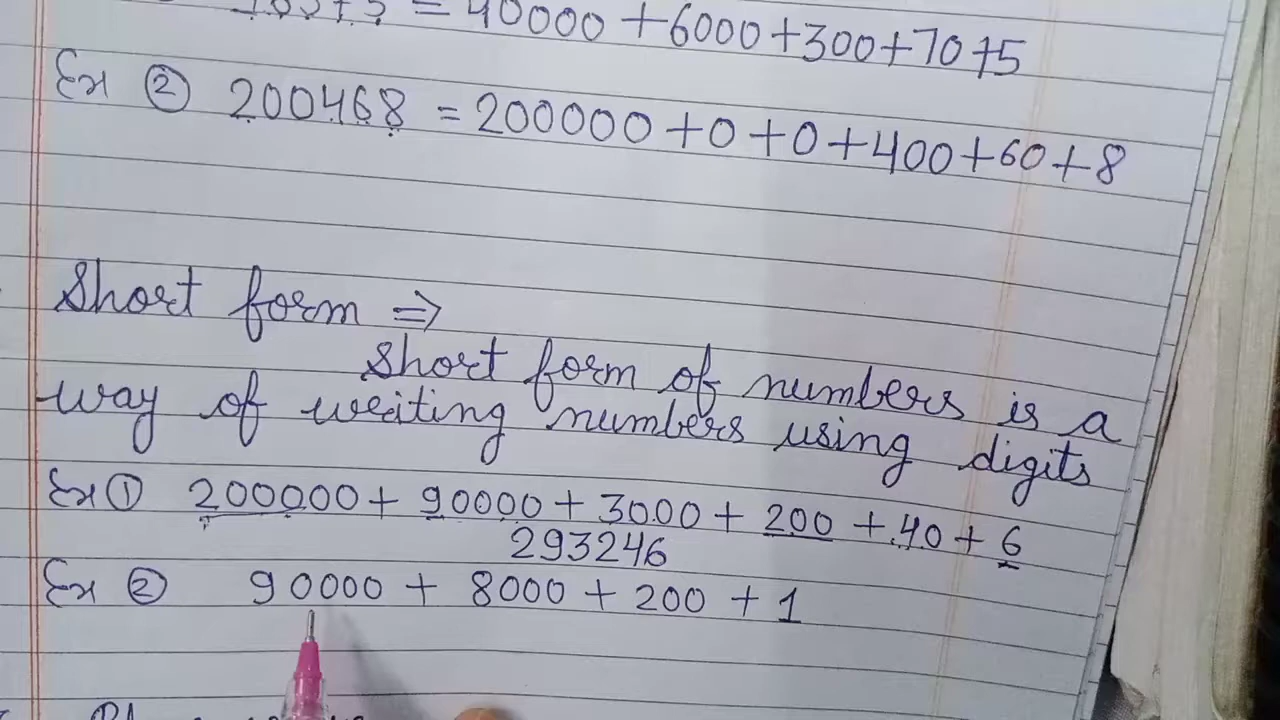 = 40000 + 6000 + 300 + 70 + 5
Ex ② 200468 = 200000 + 0 + 0 + 400 + 60 + 8
Short form ⇒
Short form of numbers is a
way of writing numbers using digits
Ex ① 200000 + 90000 + 3000 + 200 + 40 + 6
293246
Ex ② 90000 + 8000 + 200 + 1